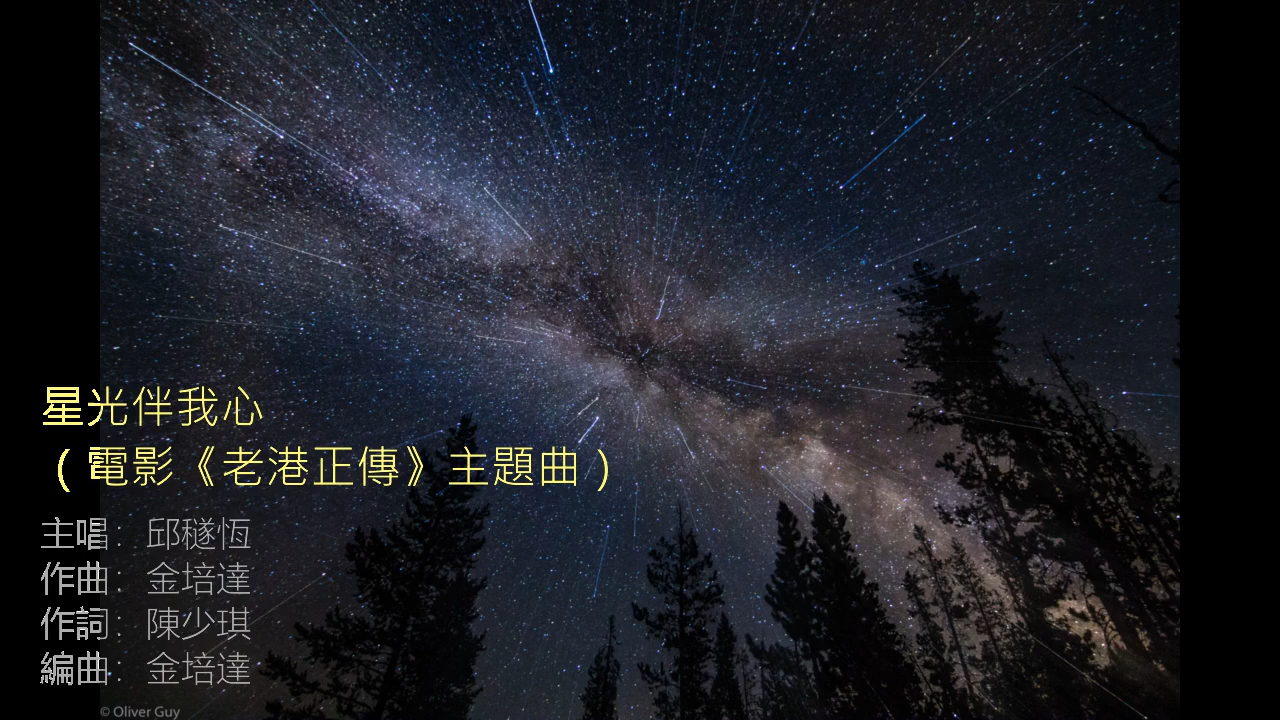 星光伴我心
（電影《老港正傳》主題曲）
主唱：邱穟恆
作曲：金培達
作詞：陳少琪
編曲：金培達
© Oliver Guy